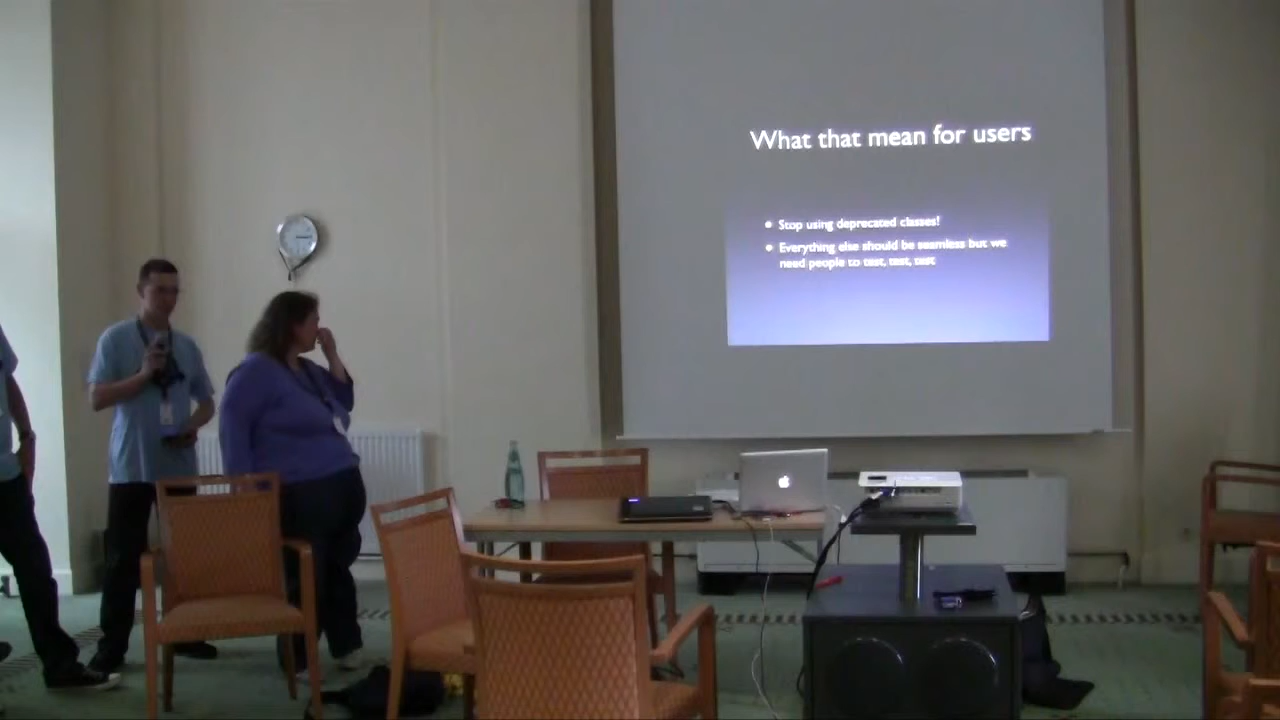 What that mean for users
• Stop using deprecated classes!
• Everything else should be seamless but we
need people to test, test, test